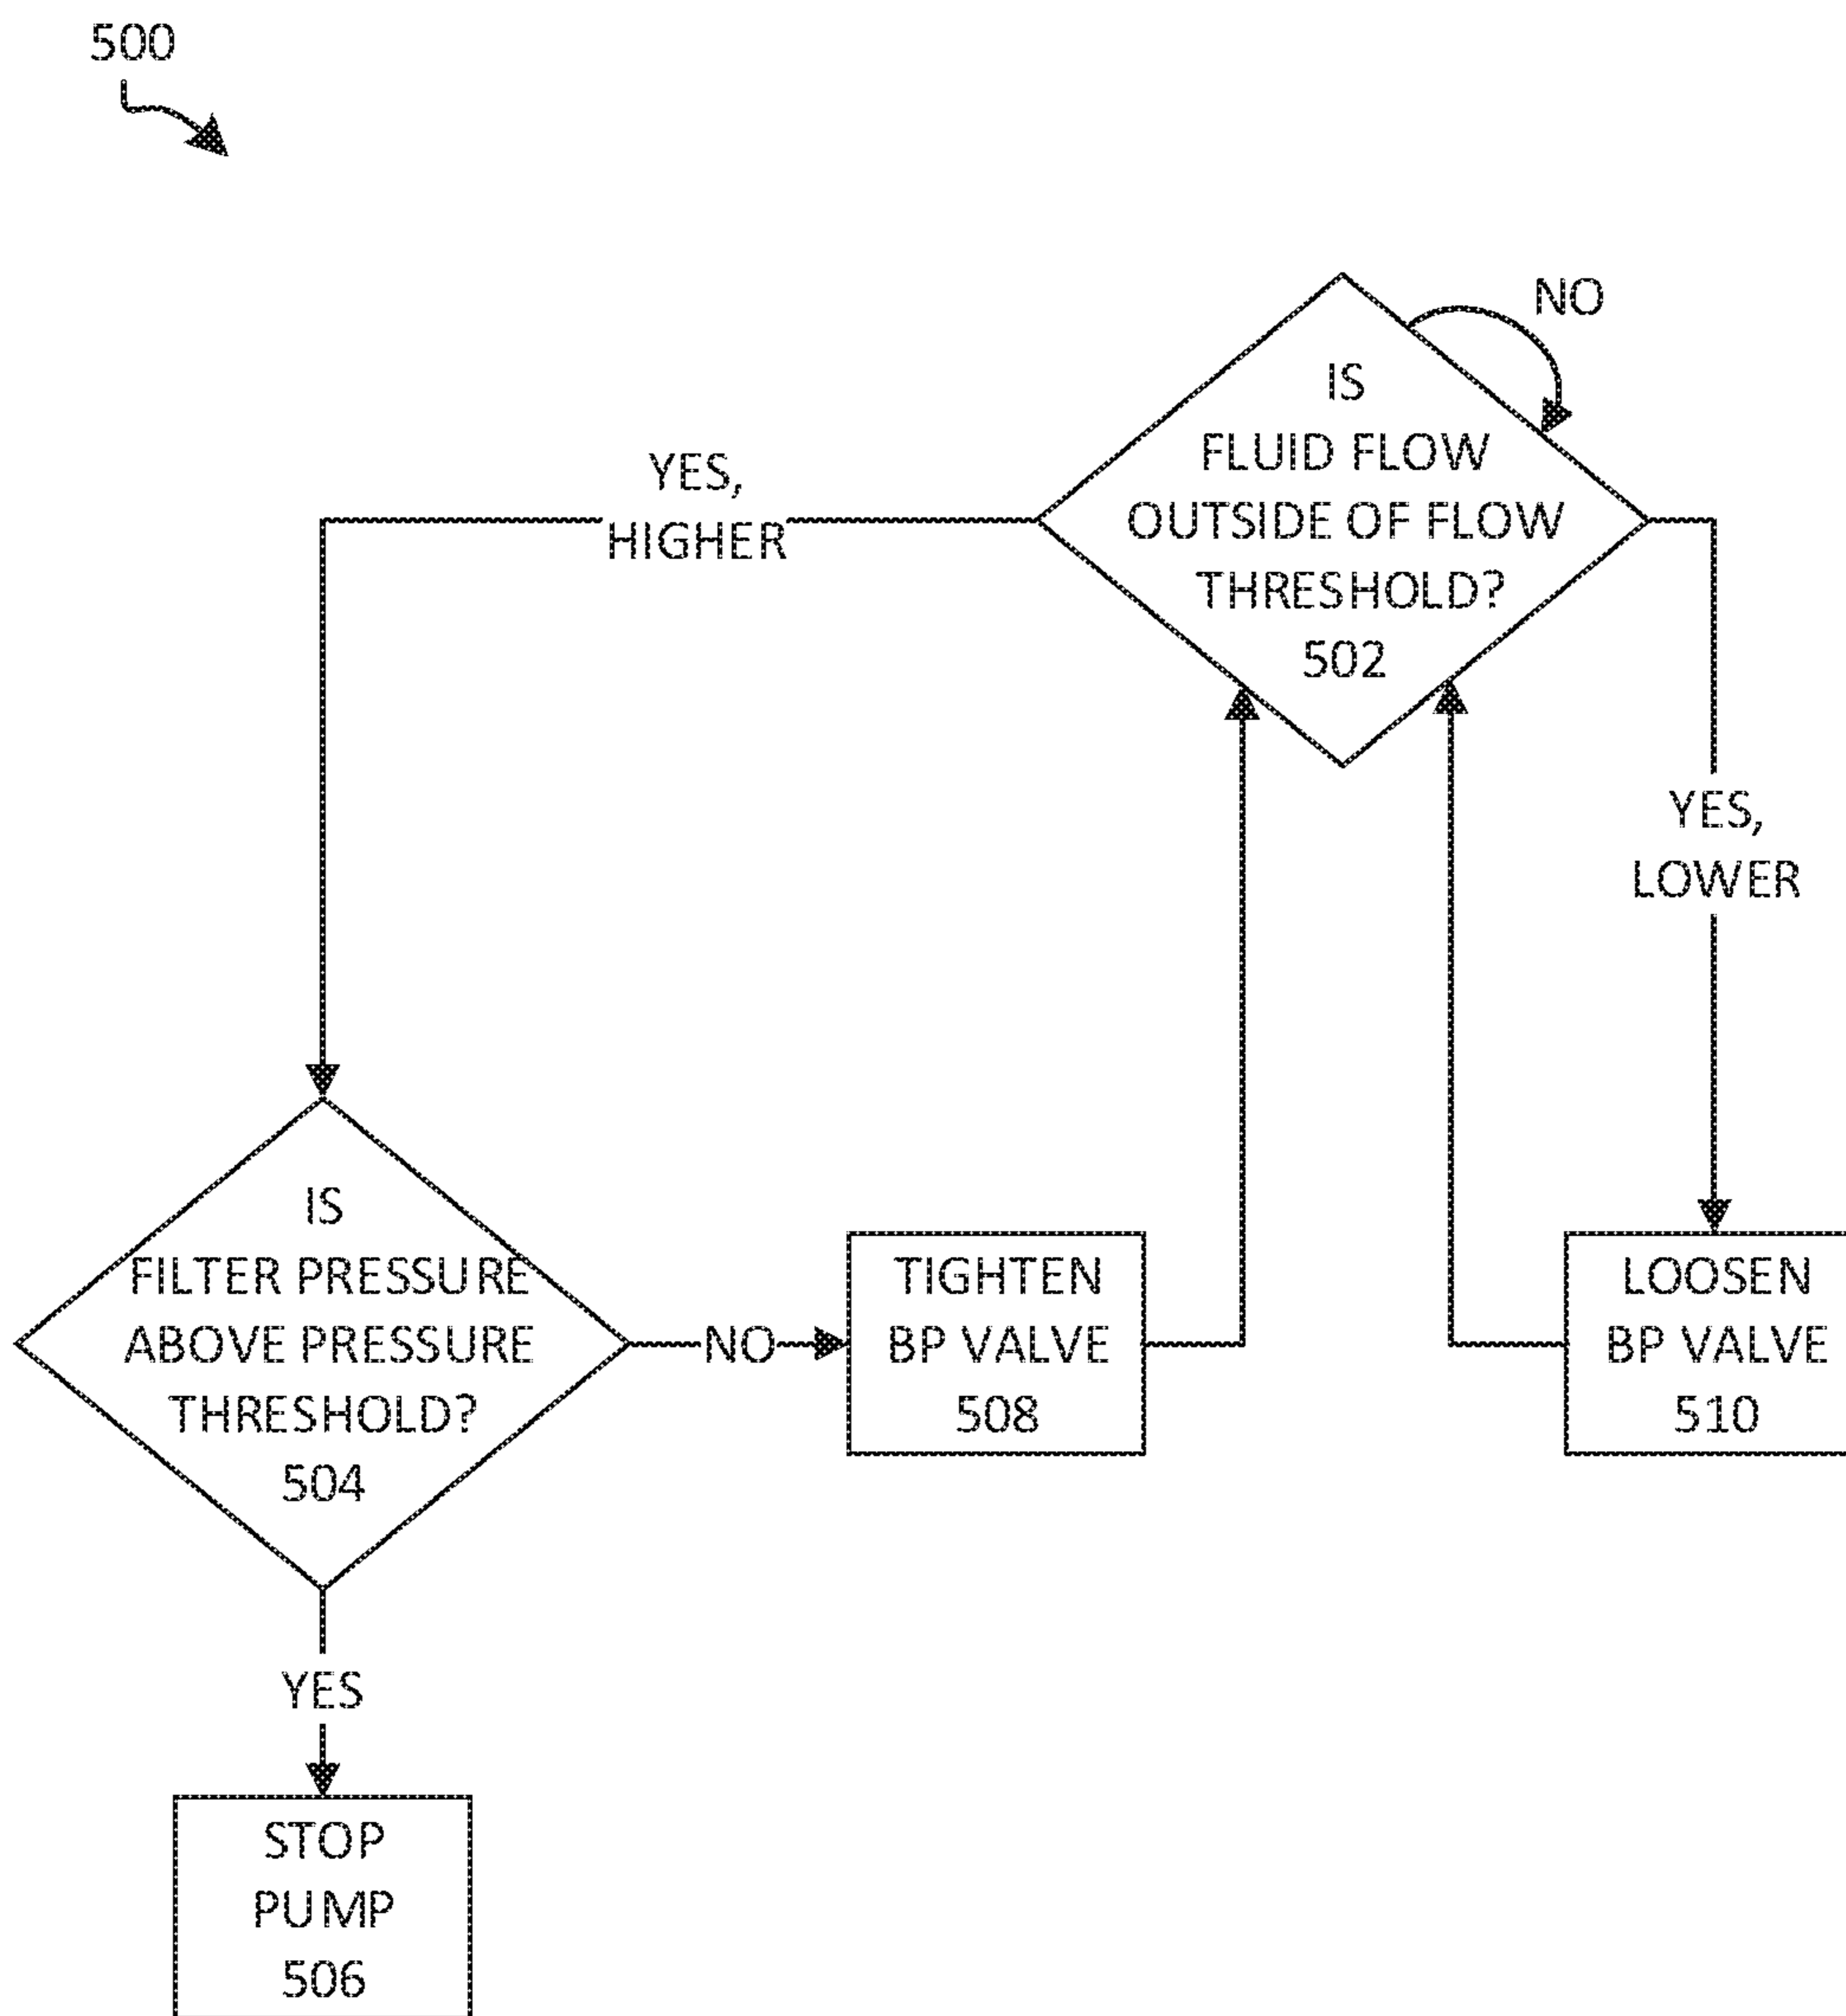 500
NO
IS
FLUID FLOW
OUTSIDE OF FLOW
THRESHOLD?
502
YES,
HIGHER
YES,
LOWER
IS
FILTER PRESSURE
ABOVE PRESSURE
THRESHOLD?
504
NO
TIGHTEN
BP VALVE
508
LOOSEN
BP VALVE
510
YES
STOP
PUMP
506